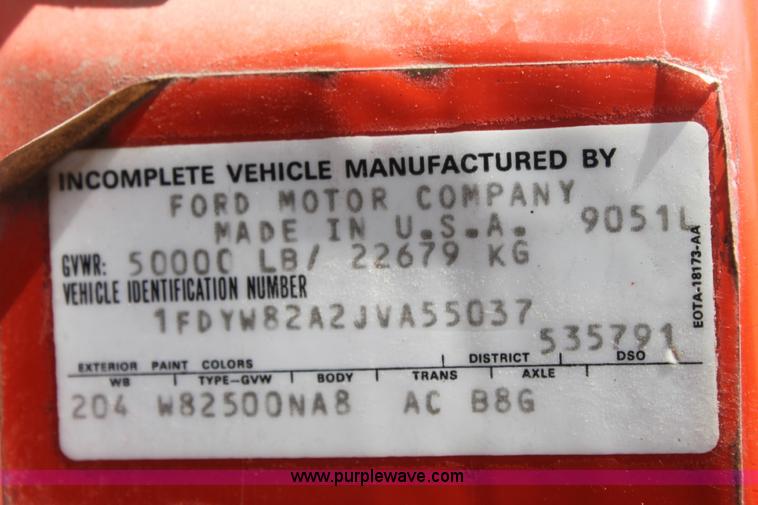 INCOMPLETE VEHICLE MANUFACTURED BY
FORD MOTOR COMPANY
MADE IN U.S.A. 9051L
GVWR: 50000 LB/ 22679 KG
VEHICLE IDENTIFICATION NUMBER
1FDYW82A2JVA55037
535791
EXTERIOR PAINT COLORS DISTRICT DSO
WB TYPE-GVW BODY TRANS AXLE
204 W82500NA8 AC B8G
EOTA-18173-AA
www.purplewave.com